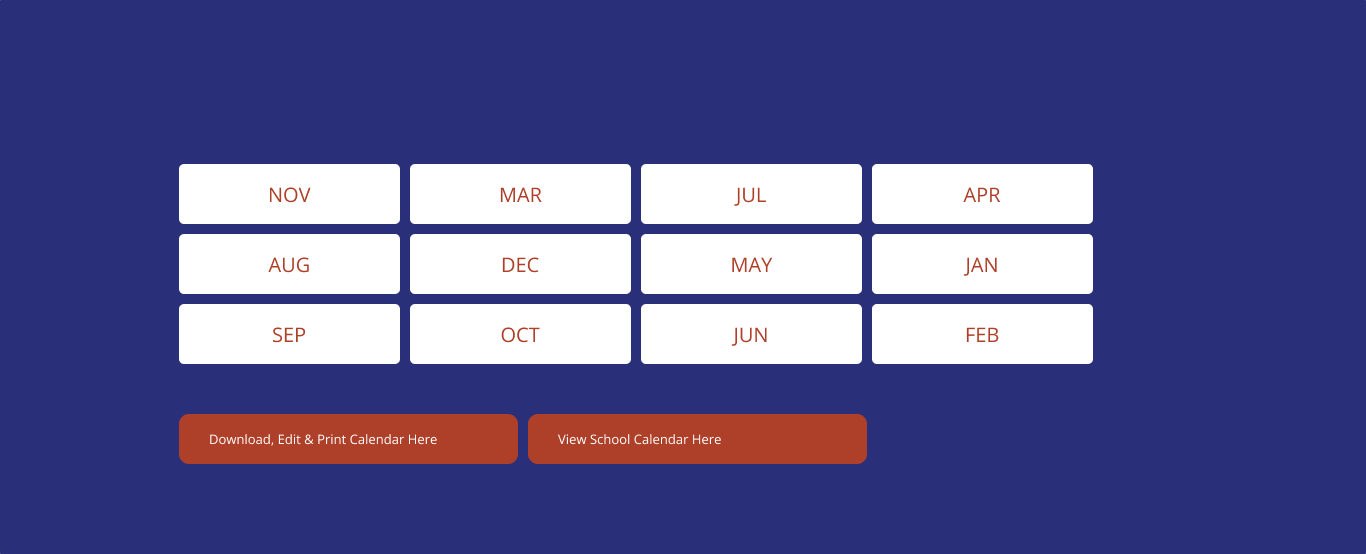 NOV MAR JUL APR
AUG DEC MAY JAN
SEP OCT JUN FEB
Download, Edit & Print Calendar Here View School Calendar Here